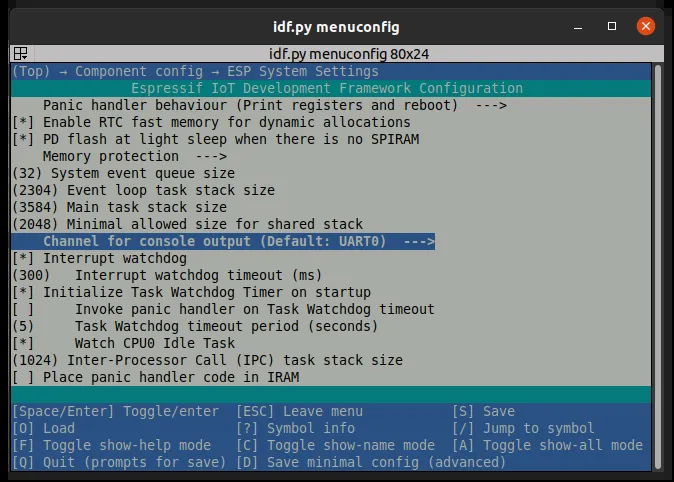 idf.py menuconfig
idf.py menuconfig 80x24
(Top) → Component config → ESP System Settings
Espressif IoT Development Framework Configuration
Panic handler behaviour (Print registers and reboot)  --->
[*] Enable RTC fast memory for dynamic allocations
[*] PD flash at light sleep when there is no SPIRAM
Memory protection  --->
(32) System event queue size
(2304) Event loop task stack size
(3584) Main task stack size
(2048) Minimal allowed size for shared stack
Channel for console output (Default: UART0)  --->
[*] Interrupt watchdog
(300)   Interrupt watchdog timeout (ms)
[*] Initialize Task Watchdog Timer on startup
[ ]     Invoke panic handler on Task Watchdog timeout
(5)     Task Watchdog timeout period (seconds)
[*]     Watch CPU0 Idle Task
(1024) Inter-Processor Call (IPC) task stack size
[ ] Place panic handler code in IRAM
[Space/Enter] Toggle/enter  [ESC] Leave menu           [S] Save
[O] Load                    [?] Symbol info            [/] Jump to symbol
[F] Toggle show-help mode   [C] Toggle show-name mode  [A] Toggle show-all mode
[Q] Quit (prompts for save) [D] Save minimal config (advanced)